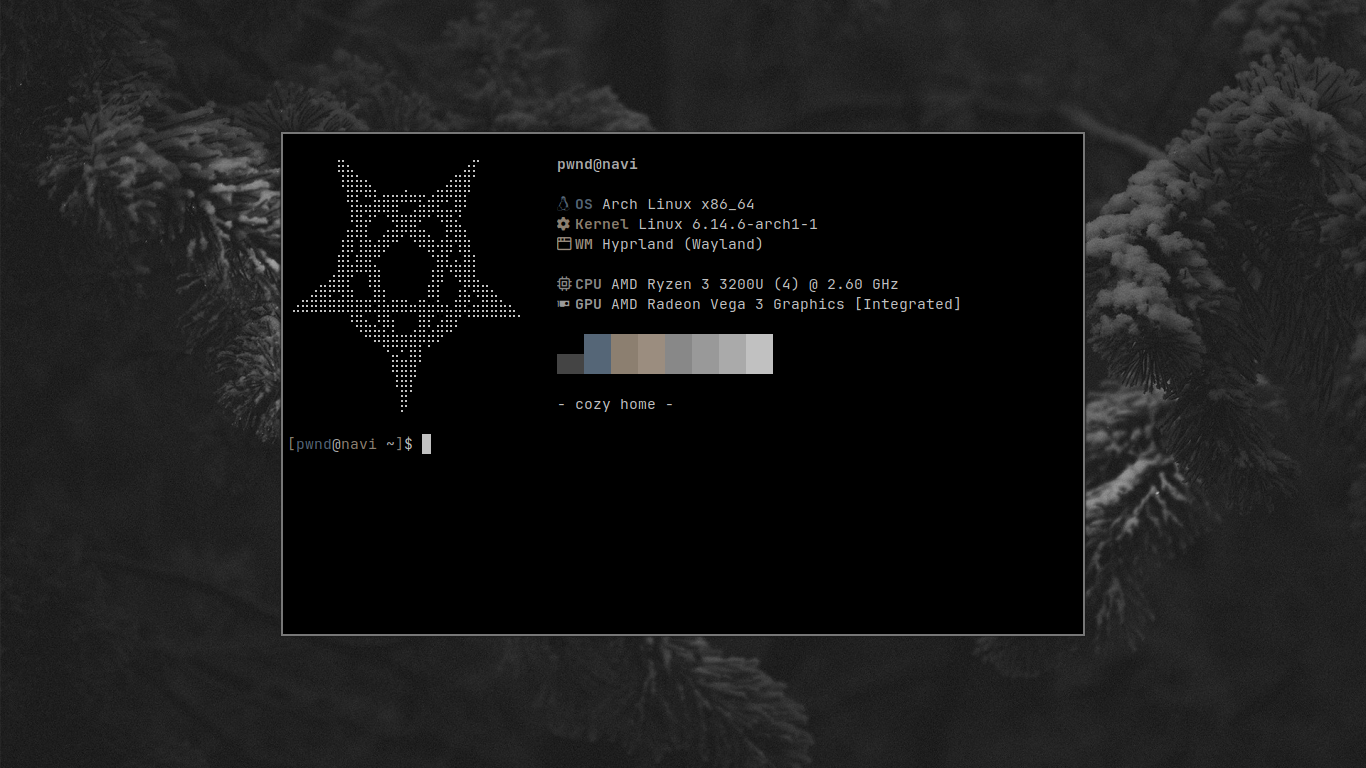 pwnd@navi
OS Arch Linux x86_64
Kernel Linux 6.14.6-arch1-1
WM Hyprland (Wayland)
CPU AMD Ryzen 3 3200U (4) @ 2.60 GHz
GPU AMD Radeon Vega 3 Graphics [Integrated]
- cozy home -
[pwnd@navi ~]$